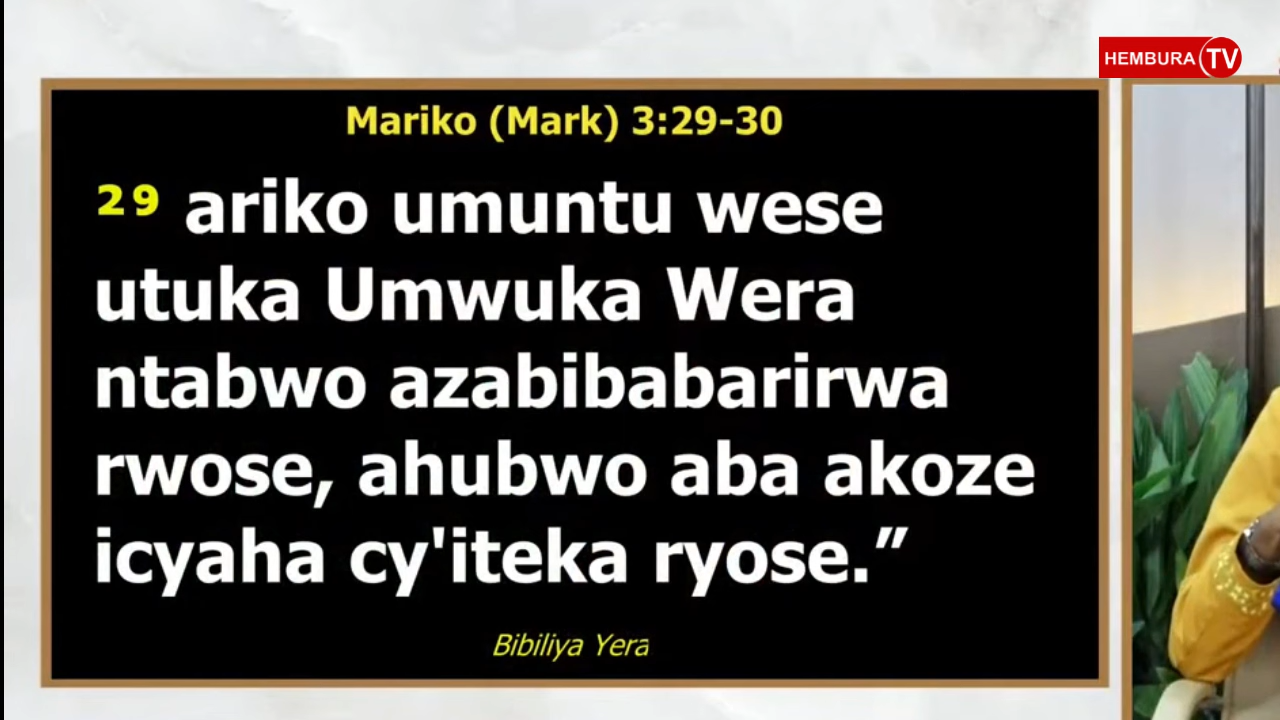 HEMBURA TV
Mariko (Mark) 3:29-30
²⁹ ariko umuntu wese
utuka Umwuka Wera
ntabwo azabibabarirwa
rwose, ahubwo aba akoze
icyaha cy'iteka ryose.”
Bibiliya Yera